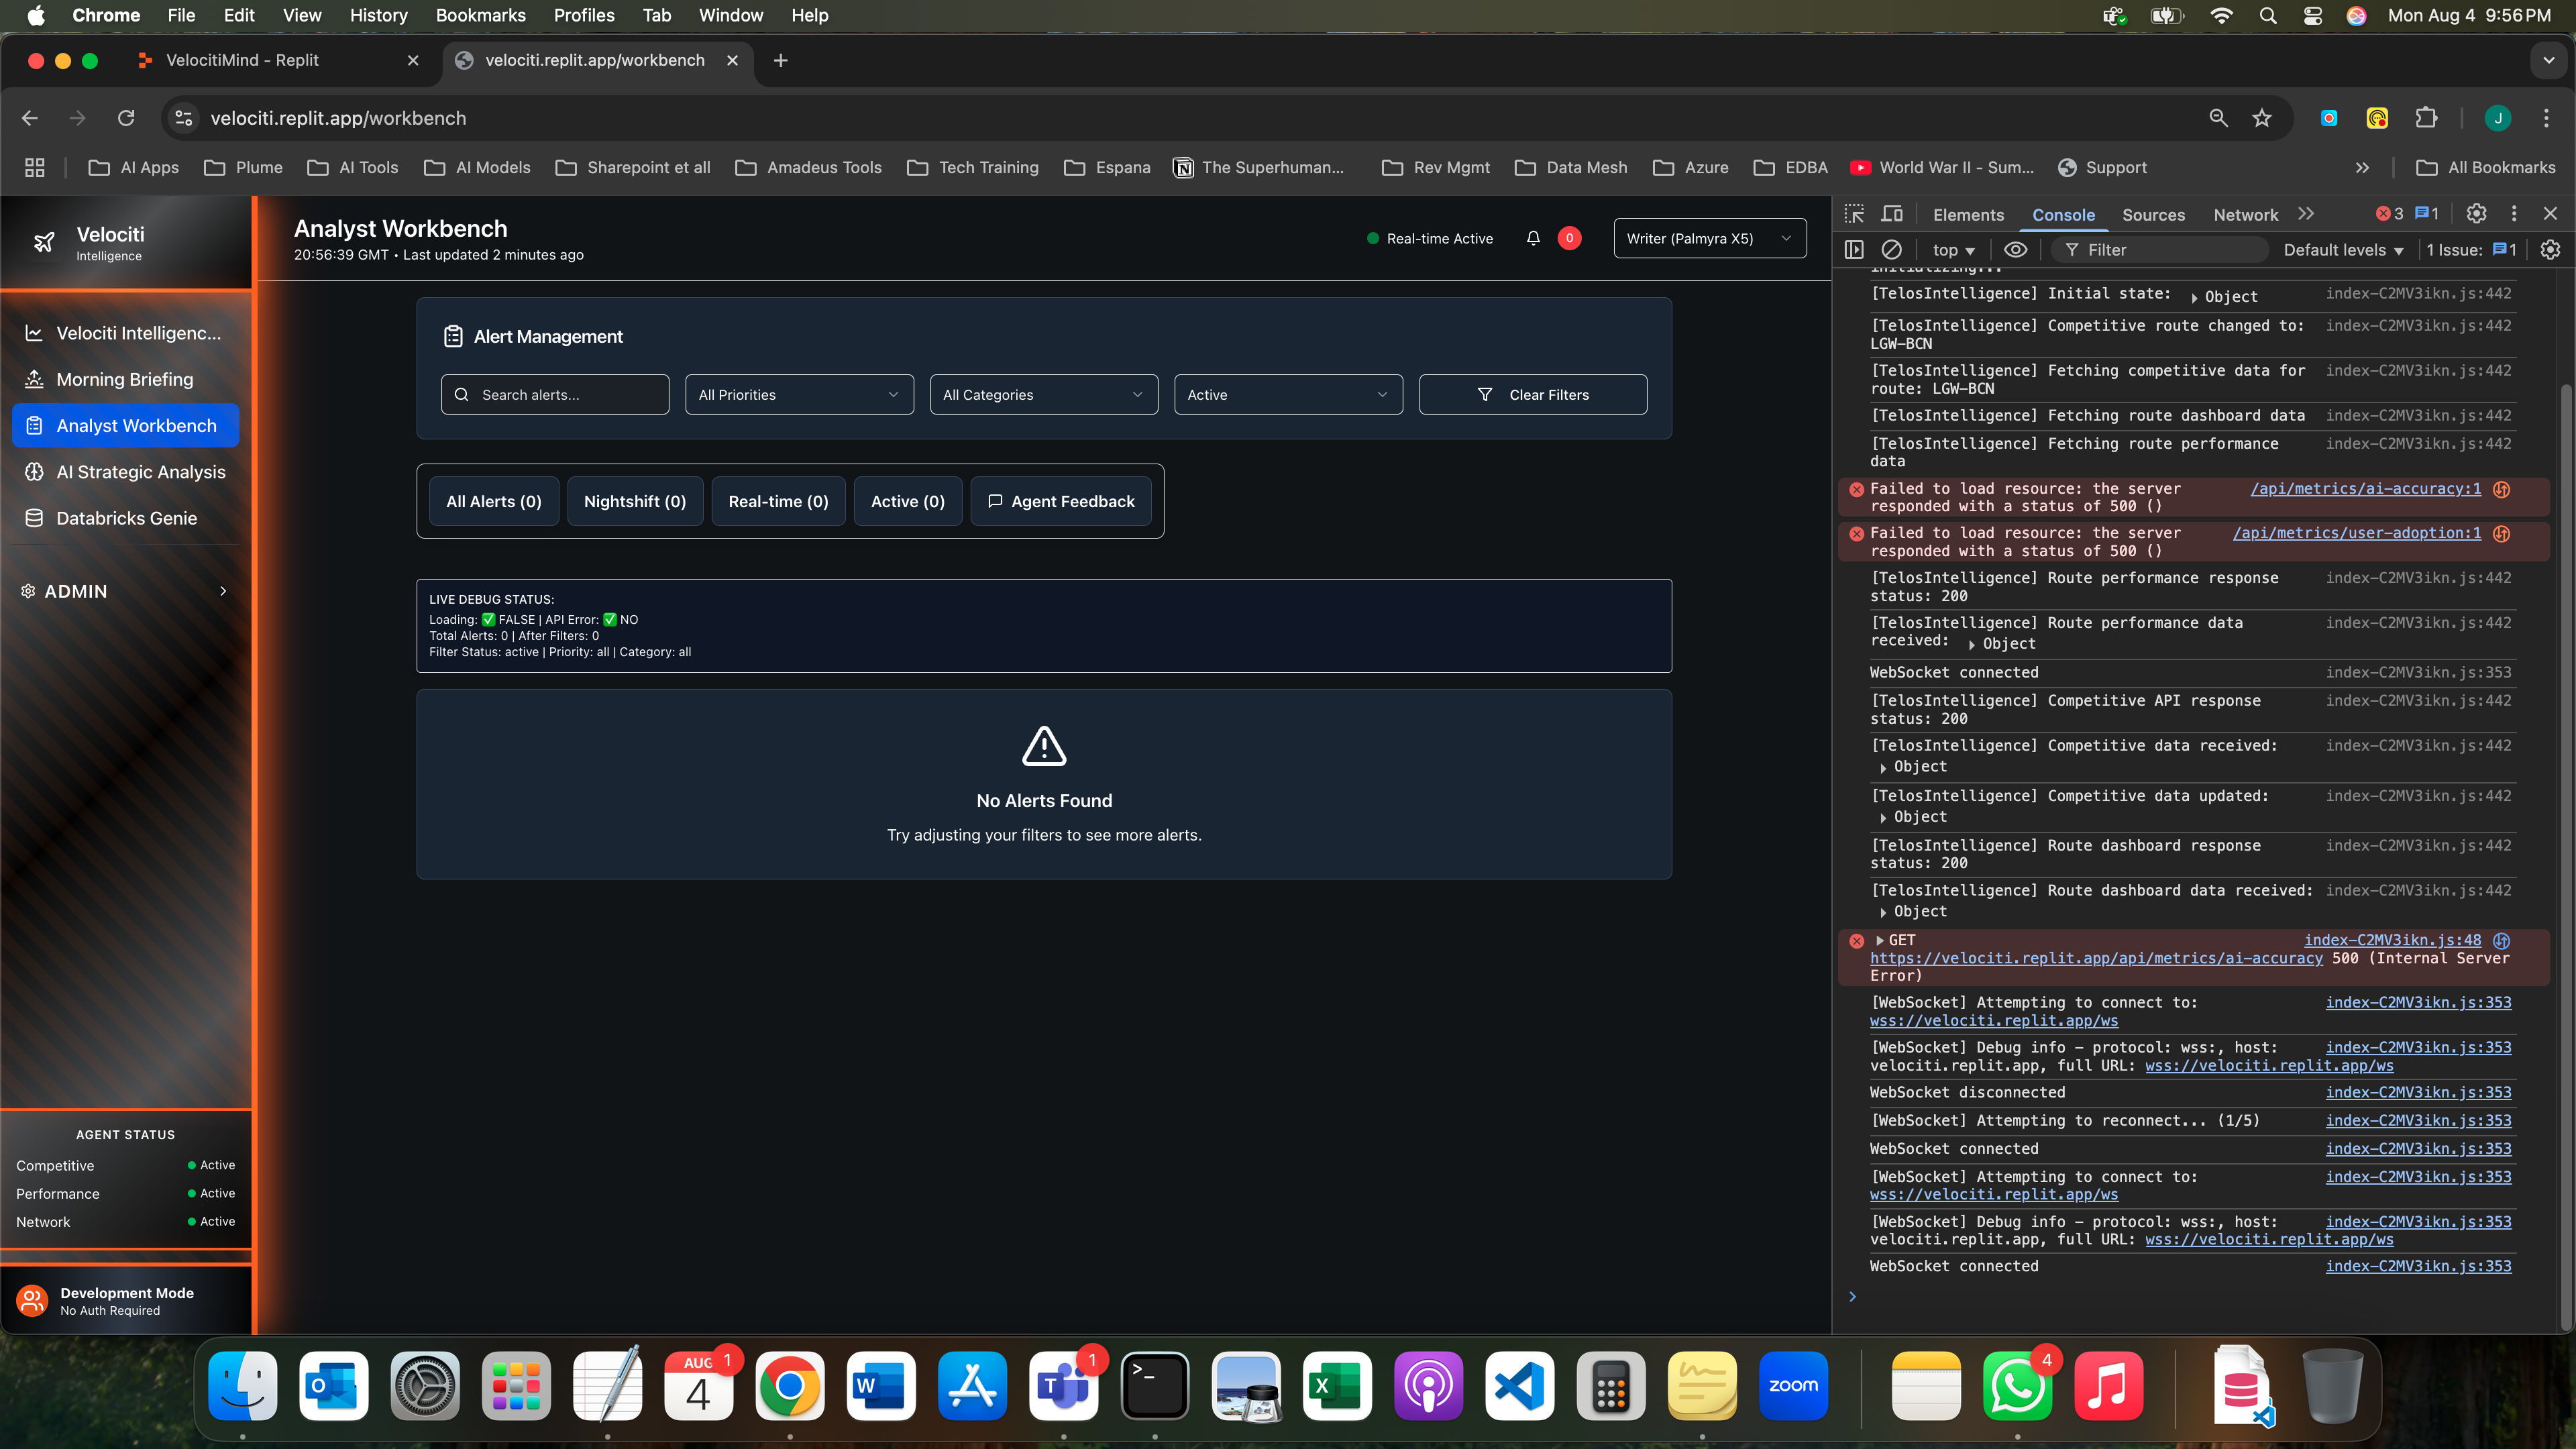 Chrome File Edit View History Bookmarks Profiles Tab Window Help
Mon Aug 4 9:56 PM
VelocitiMind - Replit
velociti.replit.app/workbench
velociti.replit.app/workbench
J
AI Apps Plume AI Tools AI Models Sharepoint et all Amadeus Tools Tech Training Espana The Superhuman... Rev Mgmt Data Mesh Azure EDBA World War II - Sum... Support All Bookmarks
Velociti
Intelligence
Velociti Intelligenc...
Morning Briefing
Analyst Workbench
AI Strategic Analysis
Databricks Genie
ADMIN
AGENT STATUS
Competitive Active
Performance Active
Network Active
Development Mode
No Auth Required
Analyst Workbench
20:56:39 GMT • Last updated 2 minutes ago
Real-time Active
0
Writer (Palmyra X5)
Alert Management
Search alerts...
All Priorities
All Categories
Active
Clear Filters
All Alerts (0)
Nightshift (0)
Real-time (0)
Active (0)
Agent Feedback
LIVE DEBUG STATUS:
Loading: ✅ FALSE | API Error: ✅ NO
Total Alerts: 0 | After Filters: 0
Filter Status: active | Priority: all | Category: all
No Alerts Found
Try adjusting your filters to see more alerts.
Elements Console Sources Network 3 1
top Filter Default levels 1 Issue: 1
initializing...
[TelosIntelligence] Initial state: Object index-C2MV3ikn.js:442
[TelosIntelligence] Competitive route changed to: index-C2MV3ikn.js:442
LGW-BCN
[TelosIntelligence] Fetching competitive data for index-C2MV3ikn.js:442
route: LGW-BCN
[TelosIntelligence] Fetching route dashboard data index-C2MV3ikn.js:442
[TelosIntelligence] Fetching route performance index-C2MV3ikn.js:442
data
Failed to load resource: the server /api/metrics/ai-accuracy:1
responded with a status of 500 ()
Failed to load resource: the server /api/metrics/user-adoption:1
responded with a status of 500 ()
[TelosIntelligence] Route performance response index-C2MV3ikn.js:442
status: 200
[TelosIntelligence] Route performance data index-C2MV3ikn.js:442
received: Object
WebSocket connected index-C2MV3ikn.js:353
[TelosIntelligence] Competitive API response index-C2MV3ikn.js:442
status: 200
[TelosIntelligence] Competitive data received: index-C2MV3ikn.js:442
Object
[TelosIntelligence] Competitive data updated: index-C2MV3ikn.js:442
Object
[TelosIntelligence] Route dashboard response index-C2MV3ikn.js:442
status: 200
[TelosIntelligence] Route dashboard data received: index-C2MV3ikn.js:442
Object
GET index-C2MV3ikn.js:48
https://velociti.replit.app/api/metrics/ai-accuracy 500 (Internal Server
Error)
[WebSocket] Attempting to connect to: index-C2MV3ikn.js:353
wss://velociti.replit.app/ws
[WebSocket] Debug info - protocol: wss:, host: index-C2MV3ikn.js:353
velociti.replit.app, full URL: wss://velociti.replit.app/ws
WebSocket disconnected index-C2MV3ikn.js:353
[WebSocket] Attempting to reconnect... (1/5) index-C2MV3ikn.js:353
WebSocket connected index-C2MV3ikn.js:353
[WebSocket] Attempting to connect to: index-C2MV3ikn.js:353
wss://velociti.replit.app/ws
[WebSocket] Debug info - protocol: wss:, host: index-C2MV3ikn.js:353
velociti.replit.app, full URL: wss://velociti.replit.app/ws
WebSocket connected index-C2MV3ikn.js:353
AUG 1
4
1
4
zoom